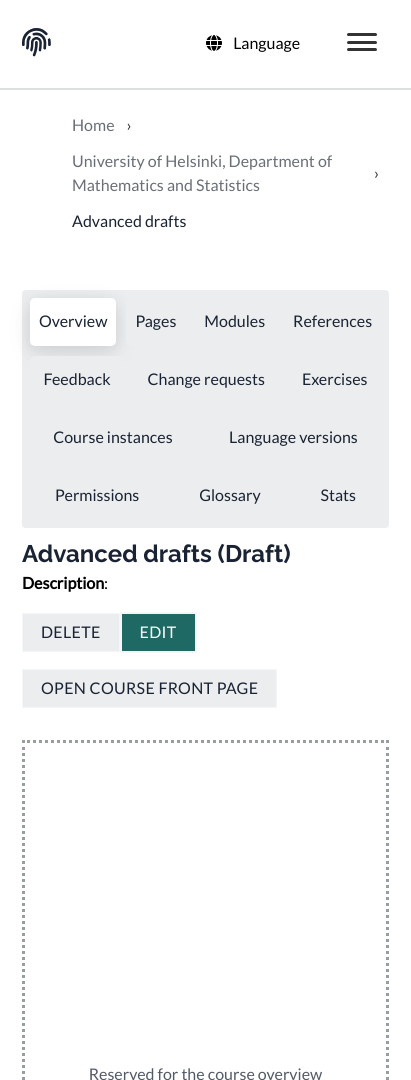 Language
Home ›
University of Helsinki, Department of
Mathematics and Statistics ›
Advanced drafts
Overview Pages Modules References
Feedback Change requests Exercises
Course instances Language versions
Permissions Glossary Stats
Advanced drafts (Draft)
Description:
DELETE EDIT
OPEN COURSE FRONT PAGE
Reserved for the course overview